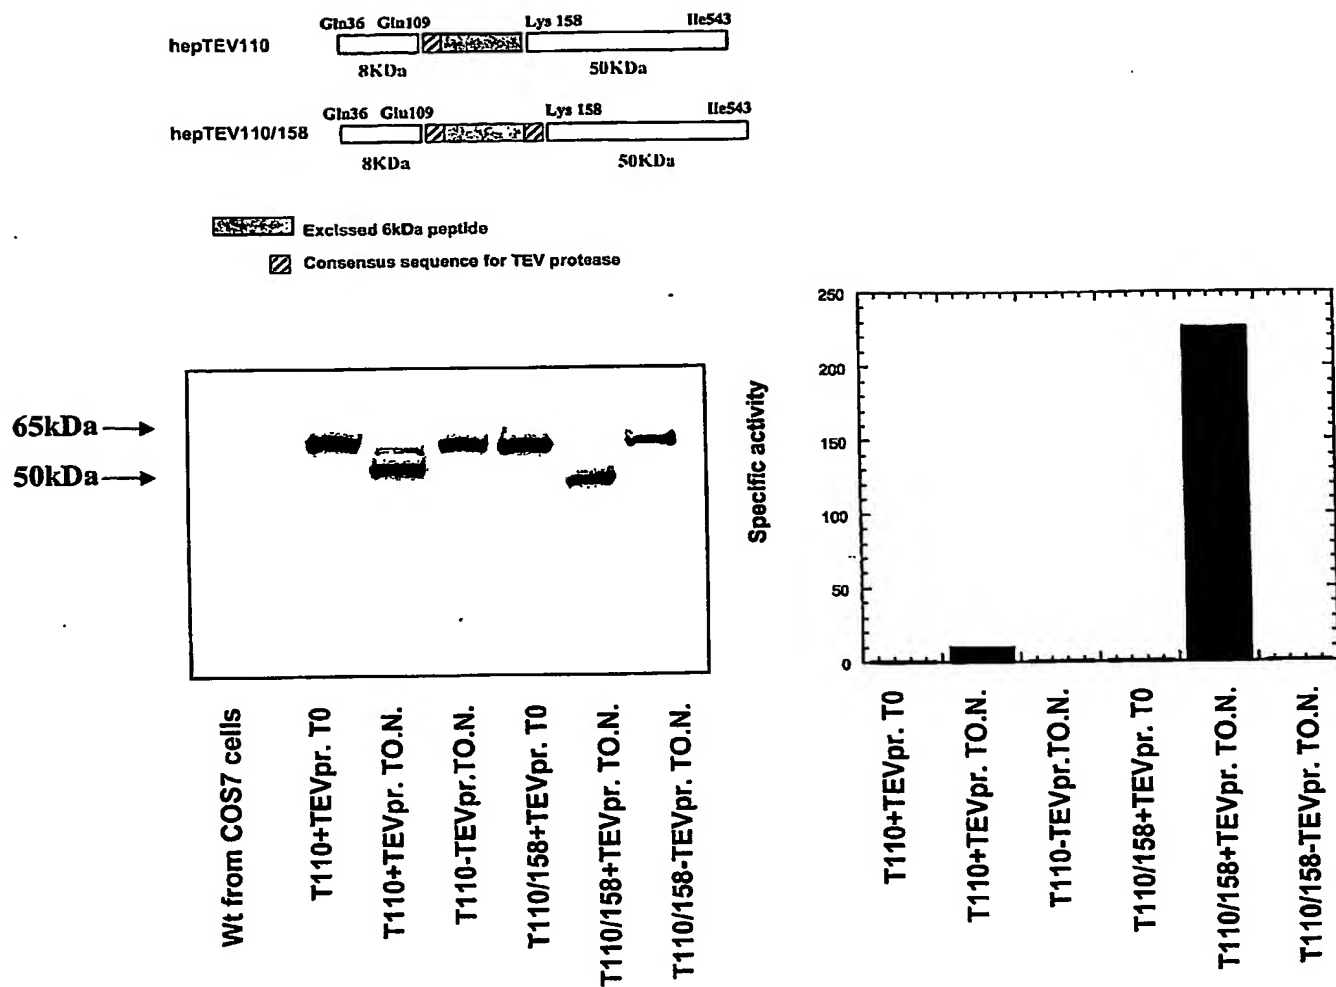 Gln36 Glu109 Lys 158 Ile543
hepTEV110
8KDa 50KDa
Gln36 Glu109 Lys 158 Ile543
hepTEV110/158
8KDa 50KDa
Excissed 6kDa peptide
Consensus sequence for TEV protease
65kDa
50kDa
Wt from COS7 cells
T110+TEVpr. T0
T110+TEVpr. TO.N.
T110-TEVpr.TO.N.
T110/158+TEVpr. T0
T110/158+TEVpr. TO.N.
T110/158-TEVpr. TO.N.
Specific activity
250
200
150
100
50
0
T110+TEVpr. T0
T110+TEVpr. TO.N.
T110-TEVpr. TO.N.
T110/158+TEVpr. T0
T110/158+TEVpr. TO.N.
T110/158-TEVpr. TO.N.